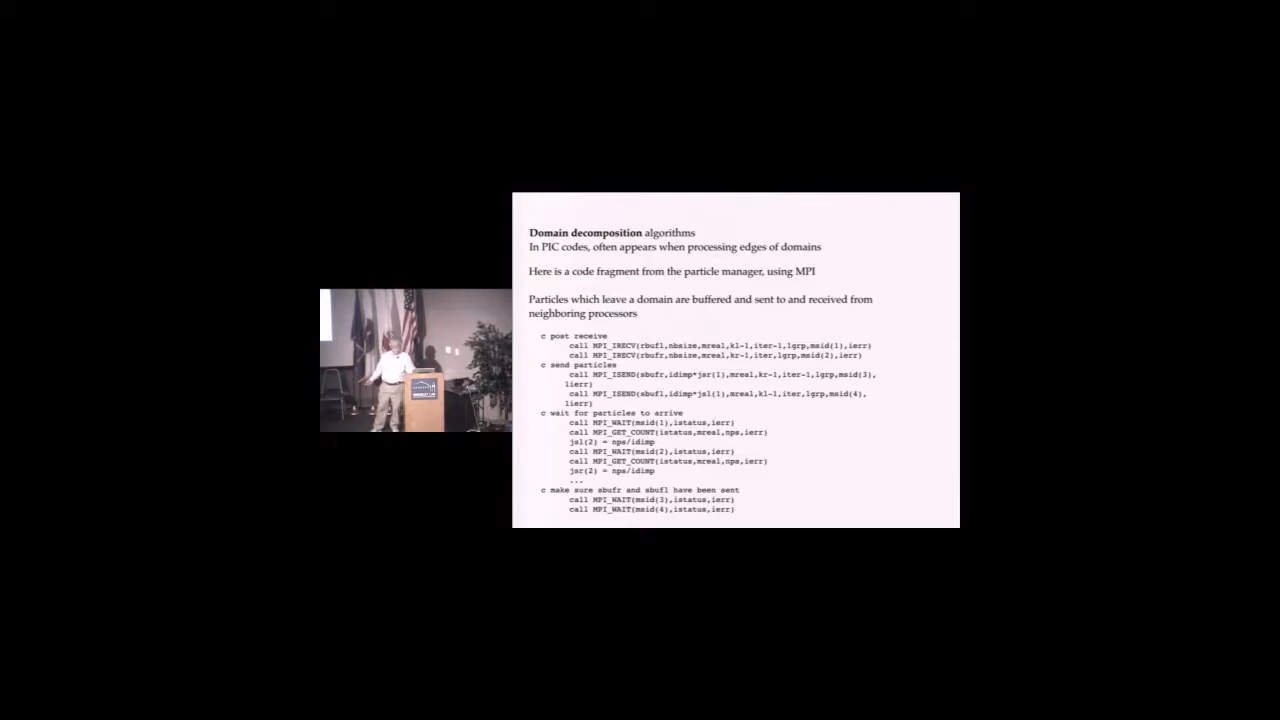 Domain decomposition algorithms
In PIC codes, often appears when processing edges of domains
Here is a code fragment from the particle manager, using MPI
Particles which leave a domain are buffered and sent to and received from
neighboring processors
c post receive
call MPI_IRECV(rbufl,nbsize,mreal,kl-1,iter-1,lgrp,msid(1),ierr)
call MPI_IRECV(rbufr,nbsize,mreal,kr-1,iter,lgrp,msid(2),ierr)
c send particles
call MPI_ISEND(sbufr,idimp*jsr(1),mreal,kr-1,iter-1,lgrp,msid(3),
ierr)
call MPI_ISEND(sbufl,idimp*jsl(1),mreal,kl-1,iter,lgrp,msid(4),
ierr)
c wait for particles to arrive
call MPI_WAIT(msid(1),istatus,ierr)
call MPI_GET_COUNT(istatus,mreal,nps,ierr)
jsl(2) = nps/idimp
call MPI_WAIT(msid(2),istatus,ierr)
call MPI_GET_COUNT(istatus,mreal,nps,ierr)
jsr(2) = nps/idimp
...
c make sure sbufr and sbufl have been sent
call MPI_WAIT(msid(3),istatus,ierr)
call MPI_WAIT(msid(4),istatus,ierr)
BERKELEY LAB